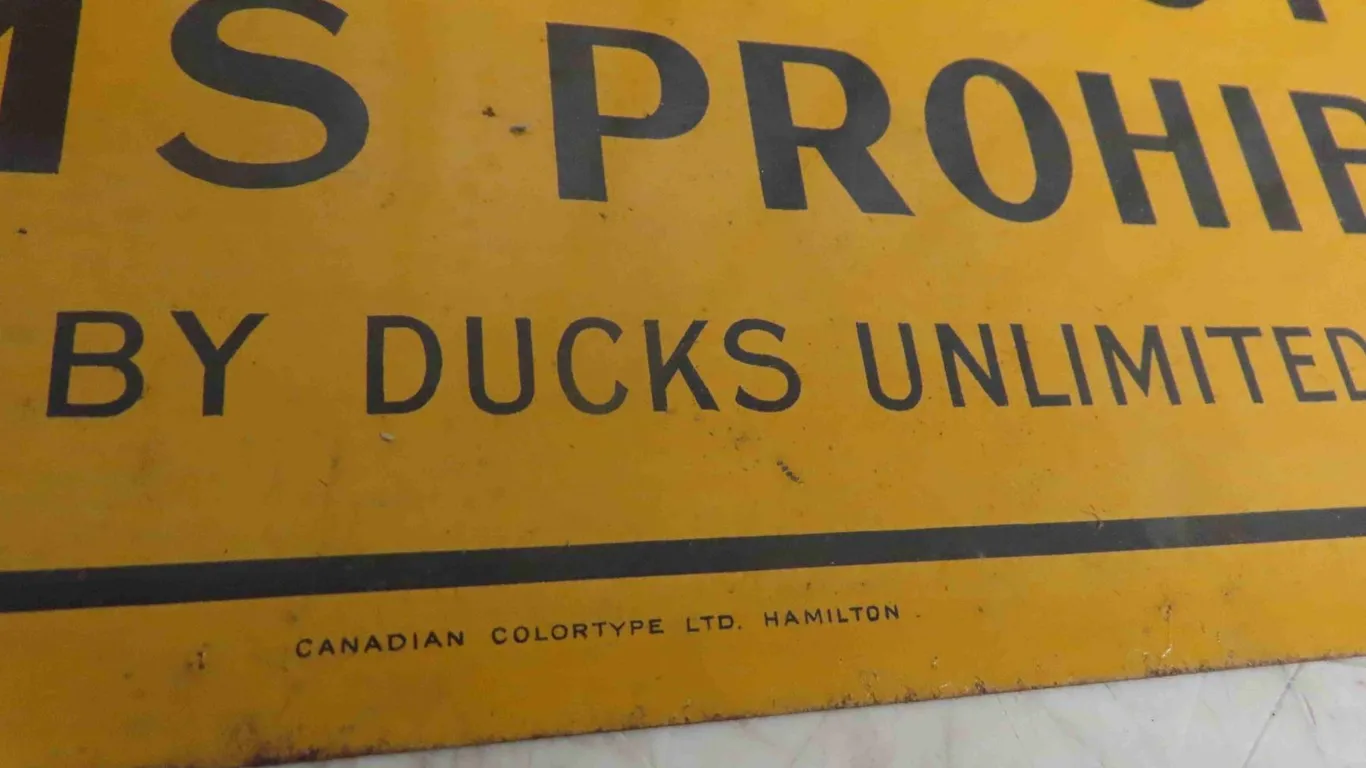 MS PROHIB
BY DUCKS UNLIMITED
CANADIAN COLORTYPE LTD. HAMILTON